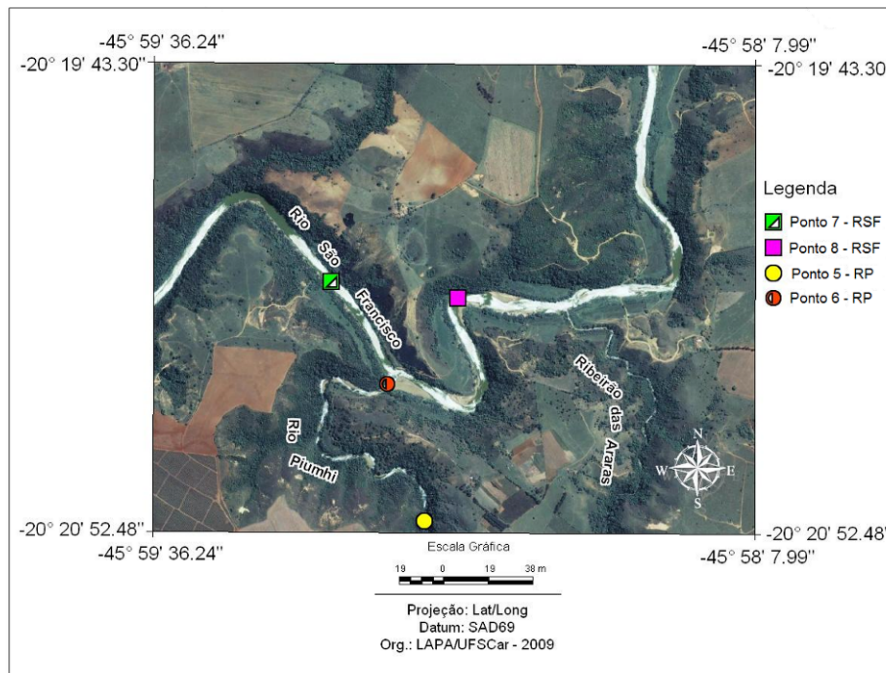 -45° 59' 36.24"
-45° 58' 7.99"
-20° 19' 43.30"
-20° 19' 43.30
Legenda
Ponto 7 - RSF
Ponto 8 - RSF
Ponto 5 - RP
Ponto 6 - RP
Rio São Francisco
Ribeirão das Araras
Rio Piumhi
N
W E
S
-20° 20' 52.48"
-20° 20' 52.48"
-45° 59' 36.24"
-45° 58' 7.99"
Escala Gráfica
19 0 19 38 m
Projeção: Lat/Long
Datum: SAD69
Org.: LAPA/UFSCar - 2009